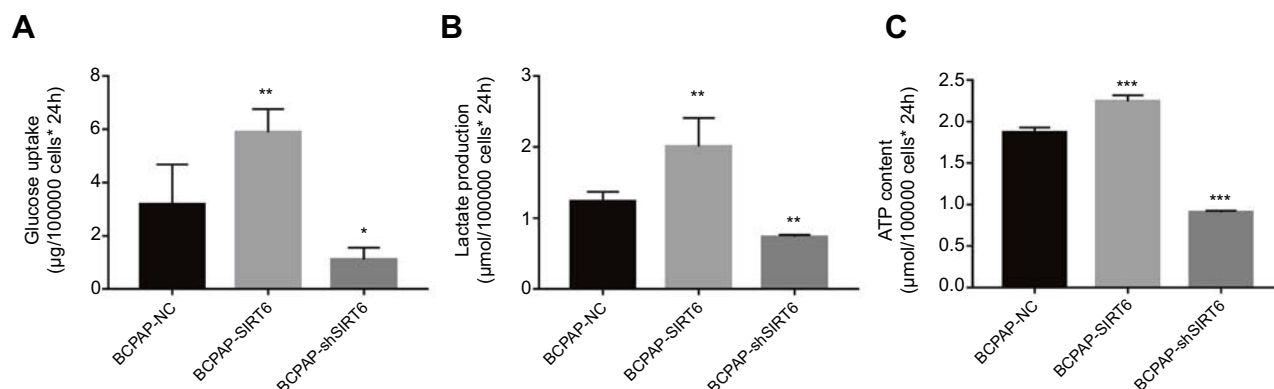 A
Glucose uptake
(µg/100000 cells* 24h)
8
6
4
2
0
**
*
BCPAP-NC
BCPAP-SIRT6
BCPAP-shSIRT6
B
Lactate production
(µmol/100000 cells* 24h)
3
2
1
0
**
**
BCPAP-NC
BCPAP-SIRT6
BCPAP-shSIRT6
C
ATP content
(µmol/100000 cells* 24h)
2.5
2.0
1.5
1.0
0.5
0.0
***
***
BCPAP-NC
BCPAP-SIRT6
BCPAP-shSIRT6